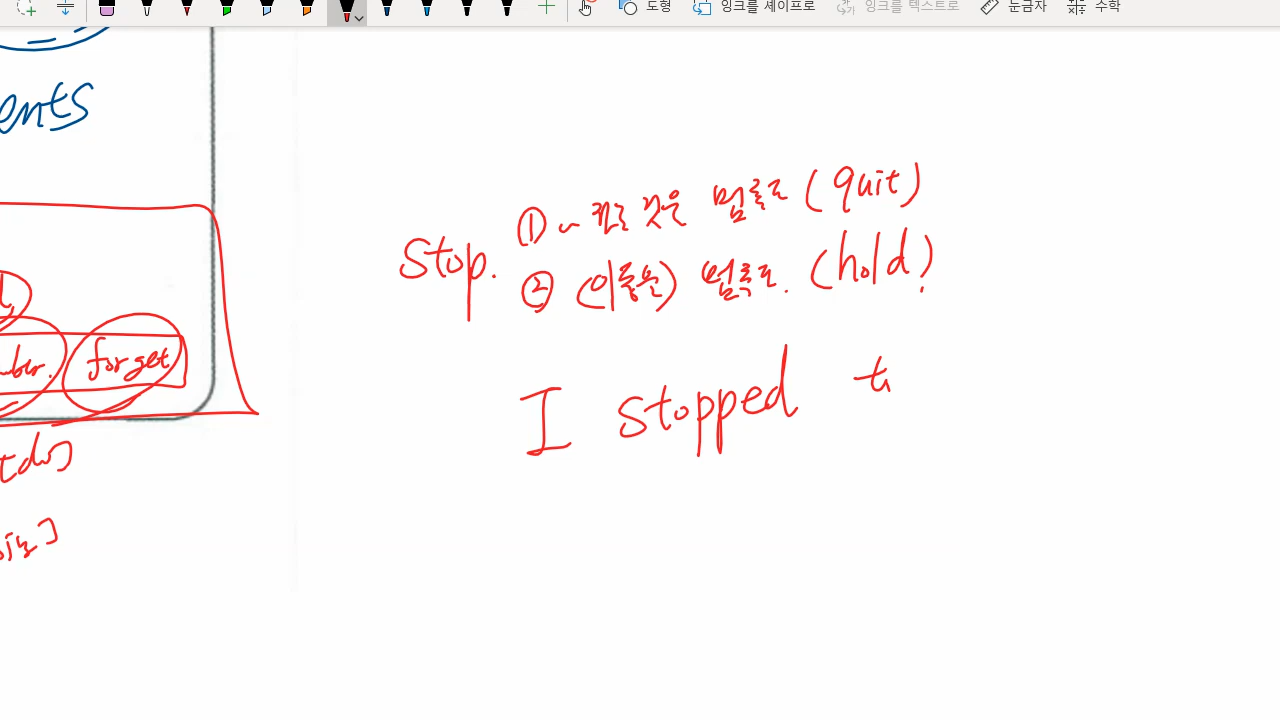 도형 잉크를 셰이프로 잉크를 텍스트로 눈금자 수학
ents
Stop. ① ~ 것을 멈추다 (quit)
② (이동을) 멈추다. (hold)
I stopped t
forget